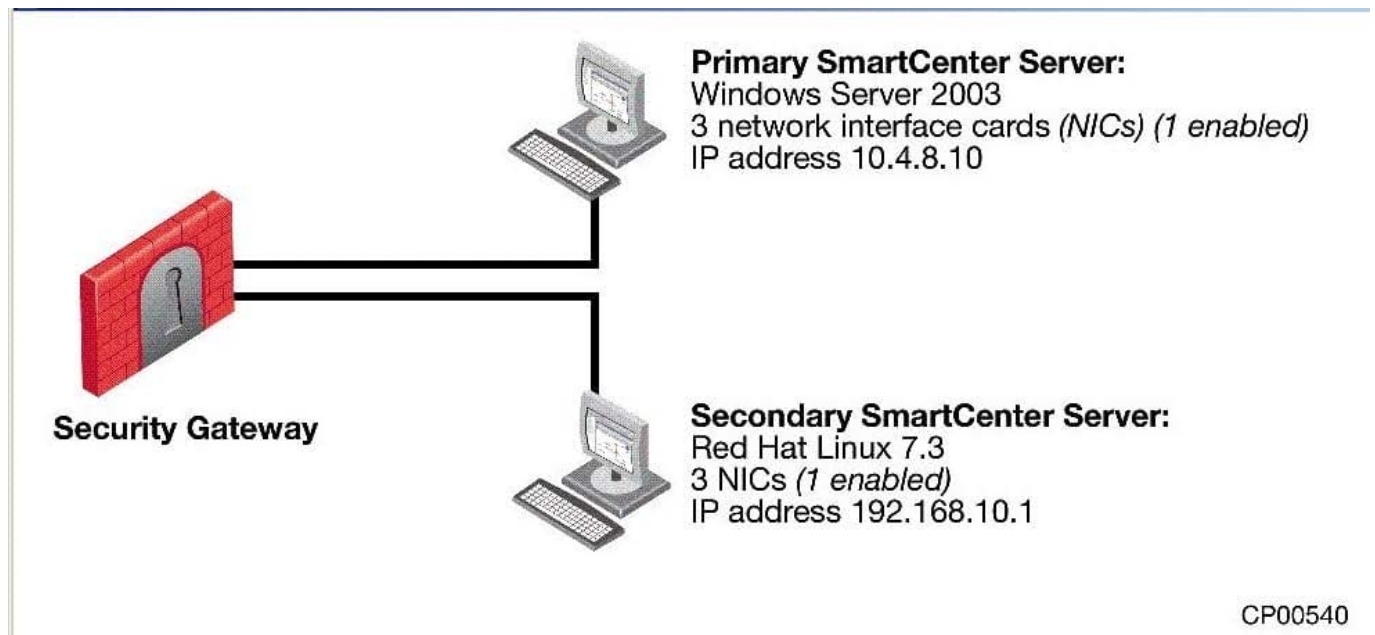 Primary SmartCenter Server:
Windows Server 2003
3 network interface cards (NICs) (1 enabled)
IP address 10.4.8.10
Security Gateway
Secondary SmartCenter Server:
Red Hat Linux 7.3
3 NICs (1 enabled)
IP address 192.168.10.1
CP00540